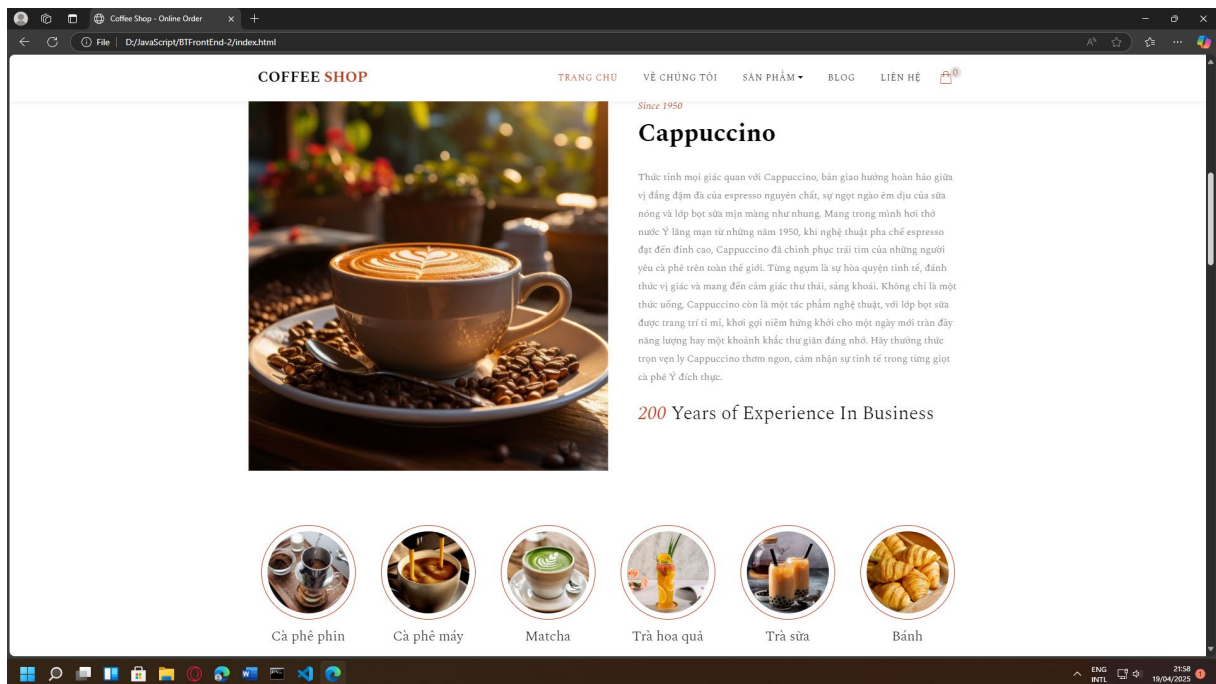 Coffee Shop - Online Order
File D:/JavaScript/BTFrontEnd-2/index.html
COFFEE SHOP TRANG CHỦ VỀ CHÚNG TÔI SẢN PHẨM BLOG LIÊN HỆ 0
Since 1950
Cappuccino
Thức tỉnh mọi giác quan với Cappuccino, bản giao hưởng hoàn hảo giữa
vị đắng đậm đà của espresso nguyên chất, sự ngọt ngào êm dịu của sữa
nóng và lớp bọt sữa mịn màng như nhung. Mang trong mình hơi thở
nước Ý lãng mạn từ những năm 1950, khi nghệ thuật pha chế espresso
đạt đến đỉnh cao, Cappuccino đã chinh phục trái tim của những người
yêu cà phê trên toàn thế giới. Từng ngụm là sự hòa quyện tinh tế, đánh
thức vị giác và mang đến cảm giác thư thái, sảng khoái. Không chỉ là một
thức uống, Cappuccino còn là một tác phẩm nghệ thuật, với lớp bọt sữa
được trang trí tỉ mỉ, khơi gợi niềm hứng khởi cho một ngày mới tràn đầy
năng lượng hay một khoảnh khắc thư giãn đáng nhớ. Hãy thưởng thức
trọn vẹn ly Cappuccino thơm ngon, cảm nhận sự tinh tế trong từng giọt
cà phê Ý đích thực.
200 Years of Experience In Business
Cà phê phin Cà phê máy Matcha Trà hoa quả Trà sữa Bánh
ENG 21:58
INTL 19/04/2025